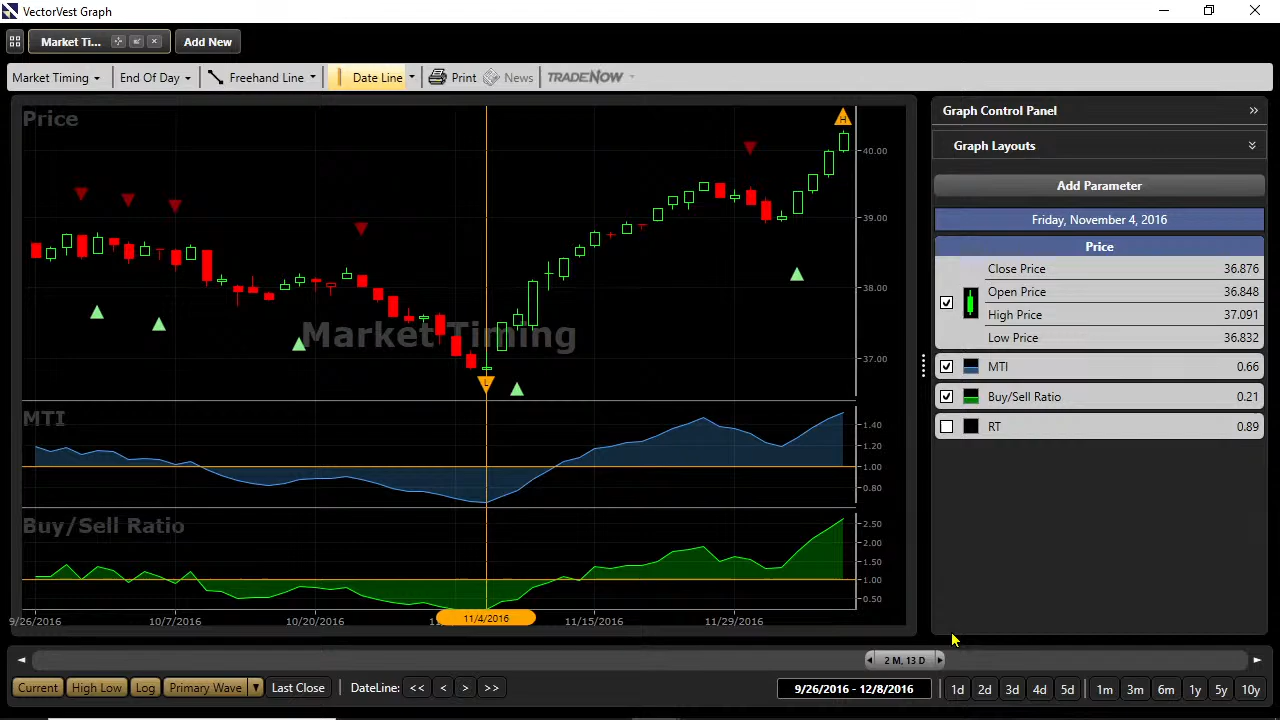 VectorVest Graph
Market Ti... Add New
Market Timing End Of Day Freehand Line Date Line Print News TRADENOW
Price
H
40.00
39.00
38.00
Market Timing
37.00
L
MTI
1.40
1.20
1.00
0.80
Buy/Sell Ratio
2.50
2.00
1.50
1.00
0.50
9/26/2016 10/7/2016 10/20/2016 11/4/2016 11/15/2016 11/29/2016
Graph Control Panel
Graph Layouts
Add Parameter
Friday, November 4, 2016
Price
Close Price 36.876
Open Price 36.848
High Price 37.091
Low Price 36.832
MTI 0.66
Buy/Sell Ratio 0.21
RT 0.89
2 M, 13 D
Current High Low Log Primary Wave Last Close DateLine: << < > >> 9/26/2016 - 12/8/2016 1d 2d 3d 4d 5d 1m 3m 6m 1y 5y 10y